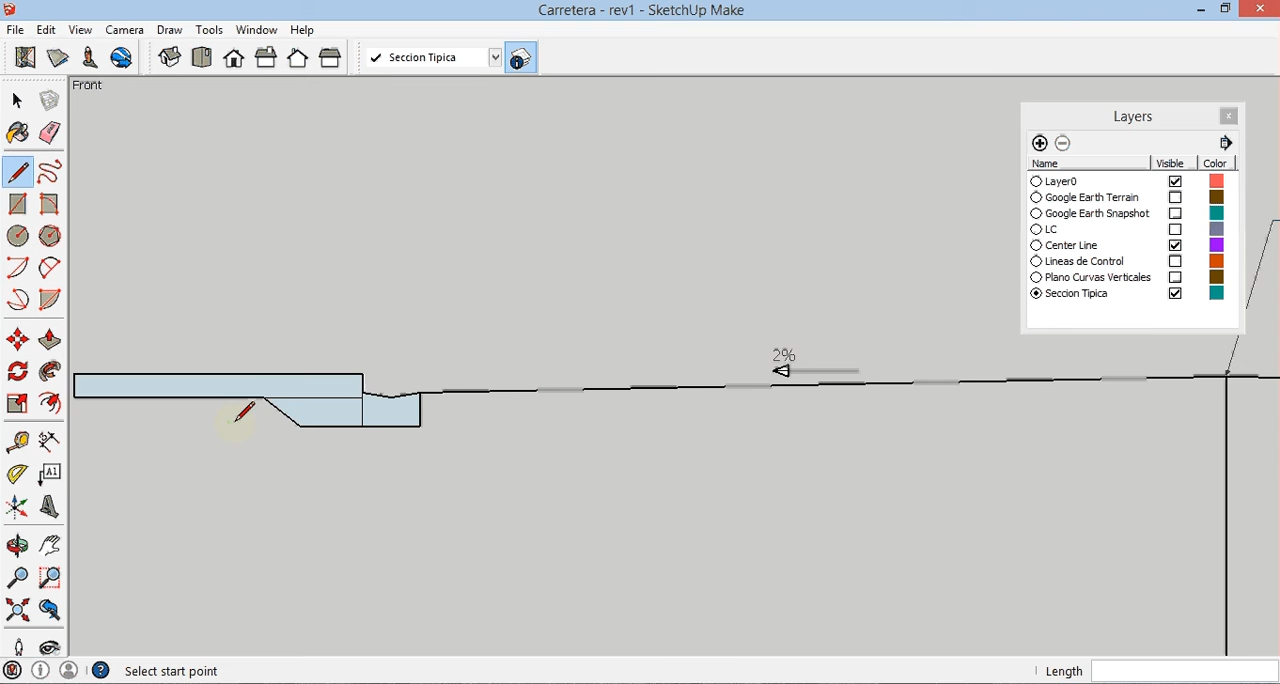 Carretera - rev1 - SketchUp Make
File Edit View Camera Draw Tools Window Help
Seccion Tipica
Front
Layers
Name Visible Color
Layer0
Google Earth Terrain
Google Earth Snapshot
LC
Center Line
Lineas de Control
Plano Curvas Verticales
Seccion Tipica
2%
A1
Select start point
Length